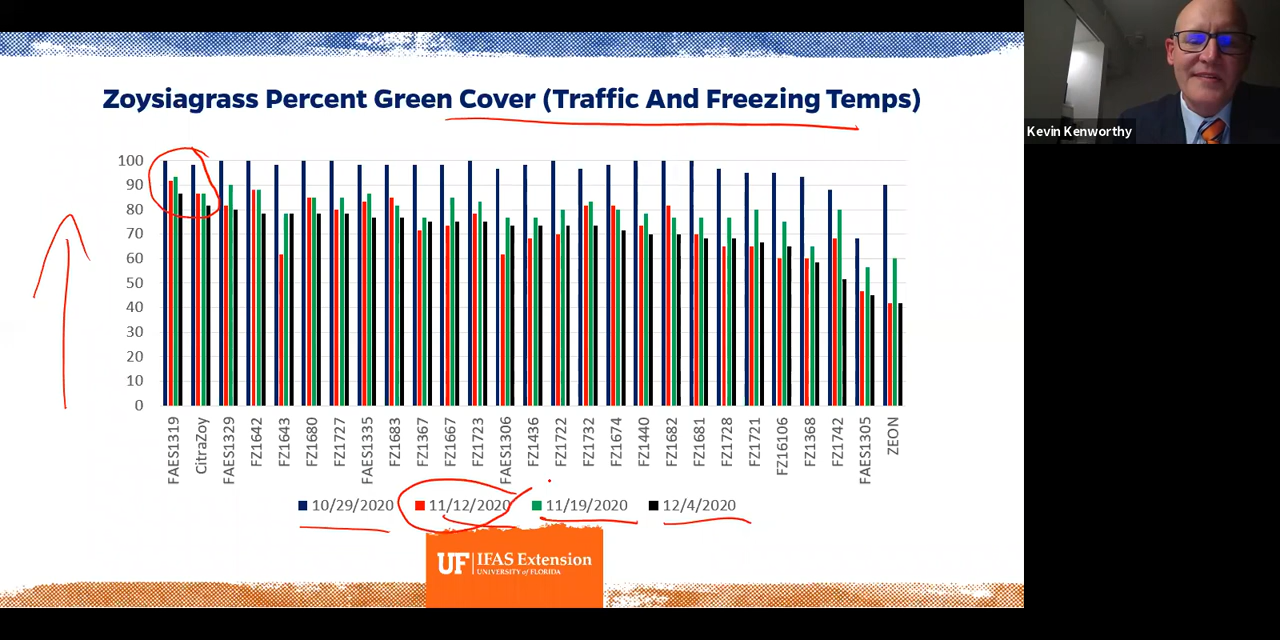 Zoysiagrass Percent Green Cover (Traffic And Freezing Temps)
Kevin Kenworthy
100
90
80
70
60
50
40
30
20
10
0
FAES1319
CitraZoy
FAES1329
FZ1642
FZ1643
FZ1680
FZ1727
FAES1335
FZ1683
FZ1367
FZ1667
FZ1723
FAES1306
FZ1436
FZ1722
FZ1732
FZ1674
FZ1440
FZ1682
FZ1681
FZ1728
FZ1721
FZ16106
FZ1368
FZ1742
FAES1305
ZEON
10/29/2020 11/12/2020 11/19/2020 12/4/2020
UF IFAS Extension
UNIVERSITY of FLORIDA